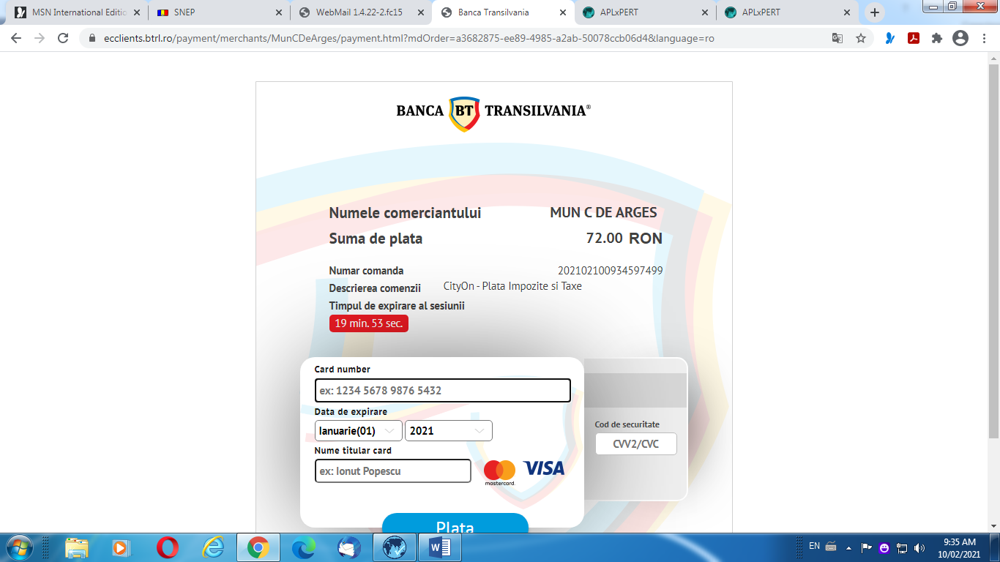 MSN International Editio
SNEP
WebMail 1.4.22-2.fc15
Banca Transilvania
APLxPERT
APLxPERT
ecclients.btrl.ro/payment/merchants/MunCDeArges/payment.html?mdOrder=a3682875-ee89-4985-a2ab-50078ccb06d4&language=ro
BANCA BT TRANSILVANIA®
Numele comerciantului MUN C DE ARGES
Suma de plata 72.00 RON
Numar comanda 202102100934597499
Descrierea comenzii CityOn - Plata Impozite si Taxe
Timpul de expirare al sesiunii
19 min. 53 sec.
Card number
ex: 1234 5678 9876 5432
Data de expirare
Ianuarie(01) 2021
Cod de securitate
CVV2/CVC
Nume titular card
ex: Ionut Popescu
mastercard.
VISA
Plata
EN
9:35 AM
10/02/2021